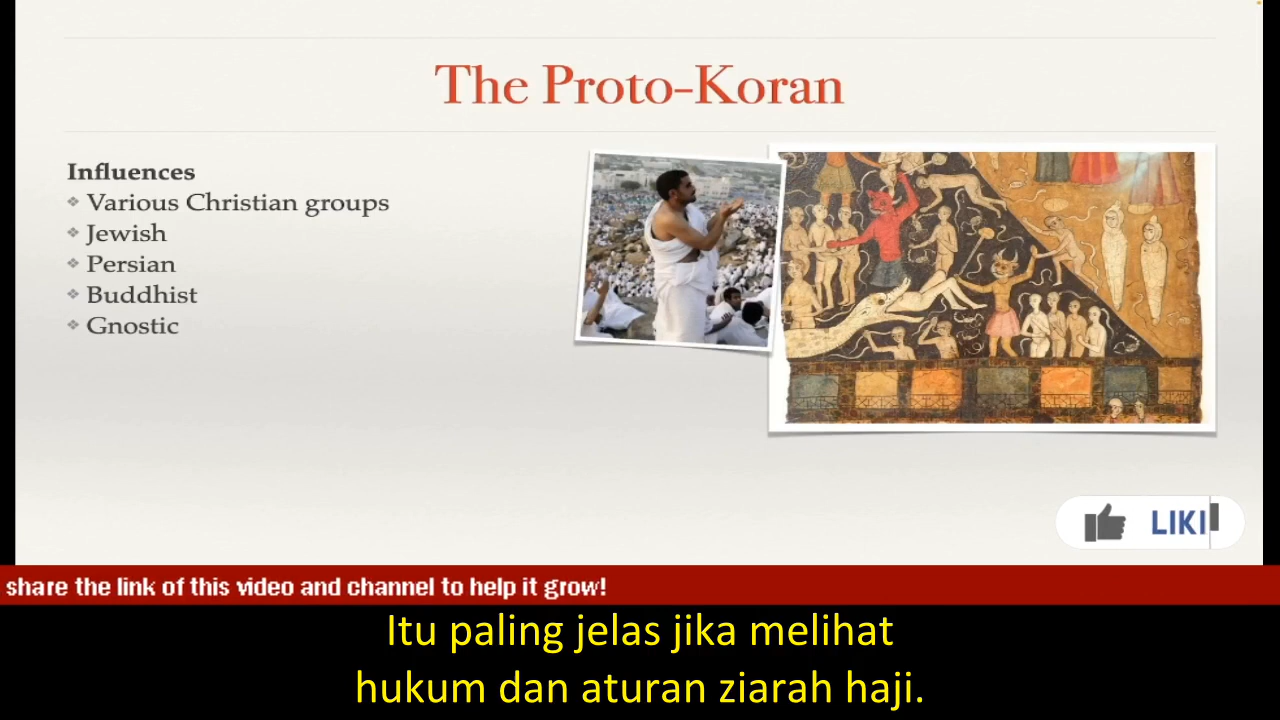 The Proto-Koran
Influences
Various Christian groups
Jewish
Persian
Buddhist
Gnostic
LIKI
share the link of this video and channel to help it grow!
Itu paling jelas jika melihat
hukum dan aturan ziarah haji.